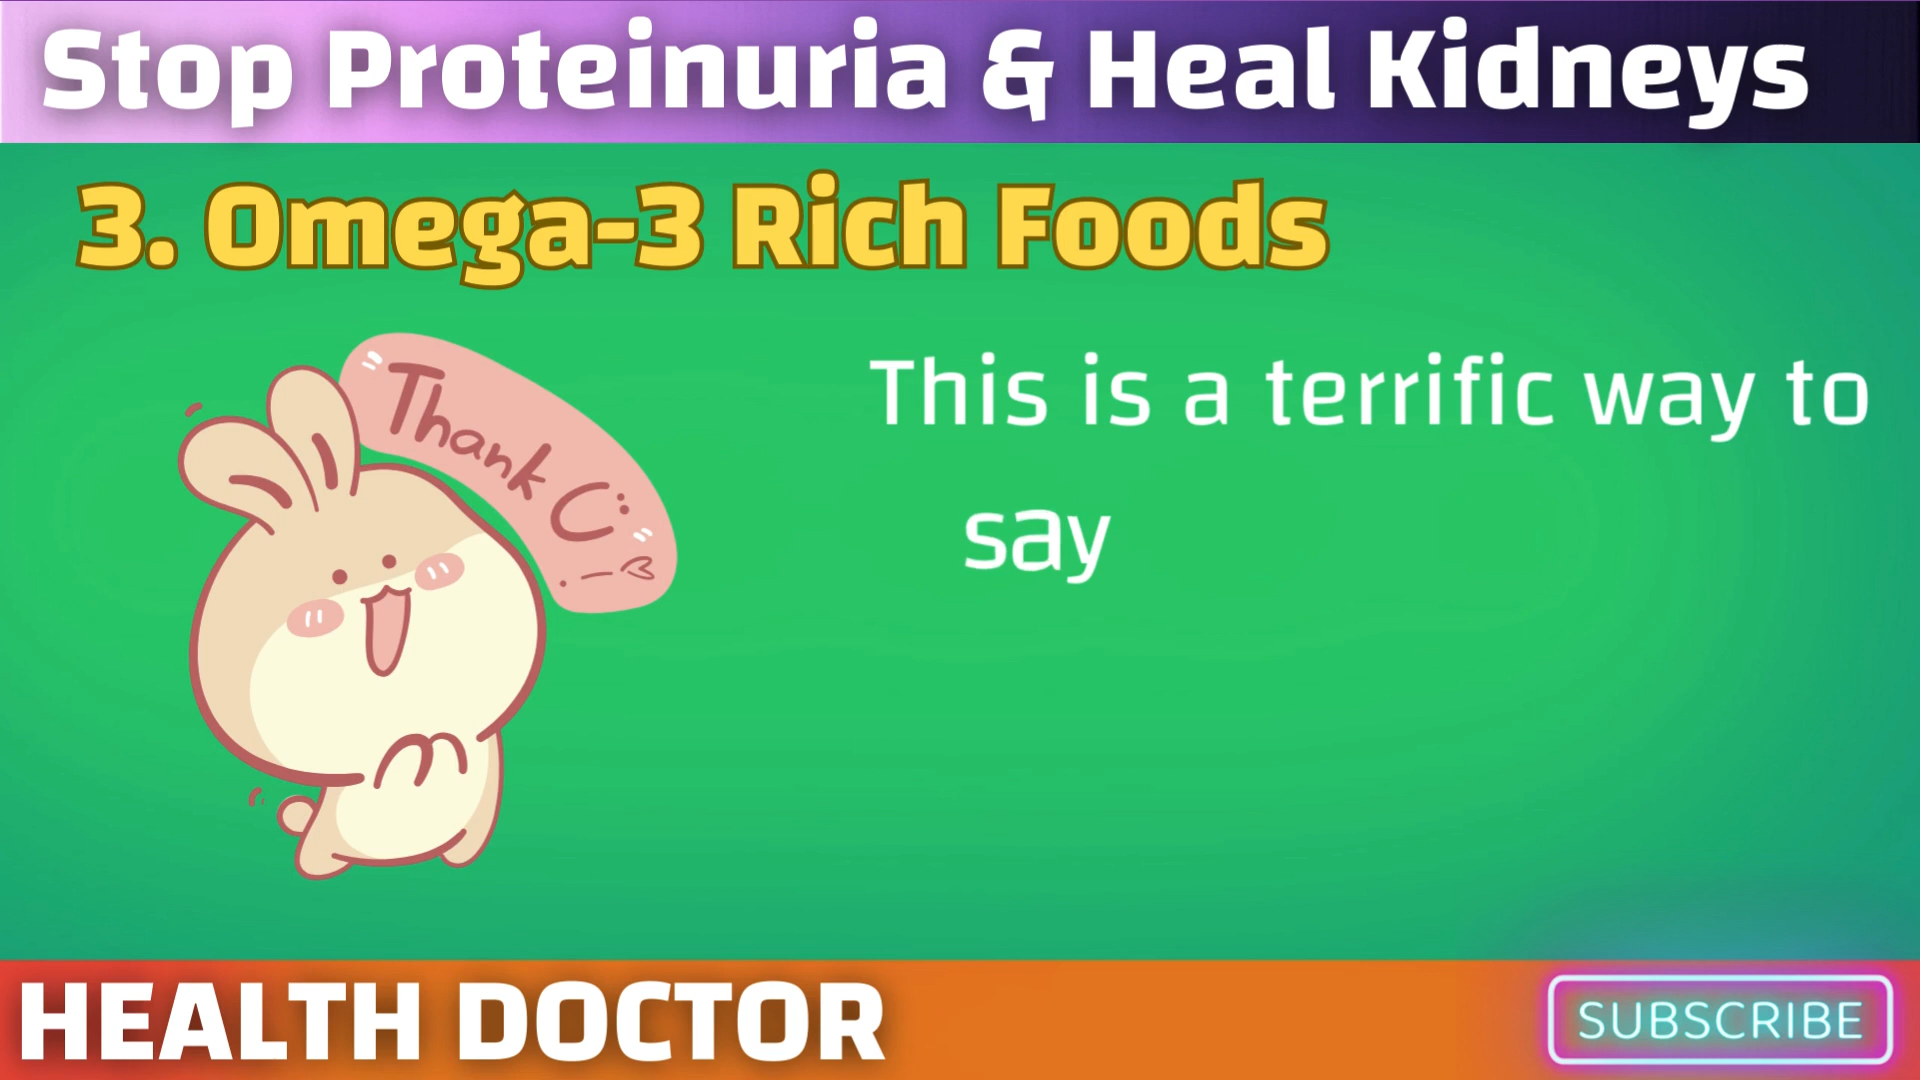 Stop Proteinuria & Heal Kidneys
3. Omega-3 Rich Foods
Thank U
This is a terrific way to
say
HEALTH DOCTOR
SUBSCRIBE